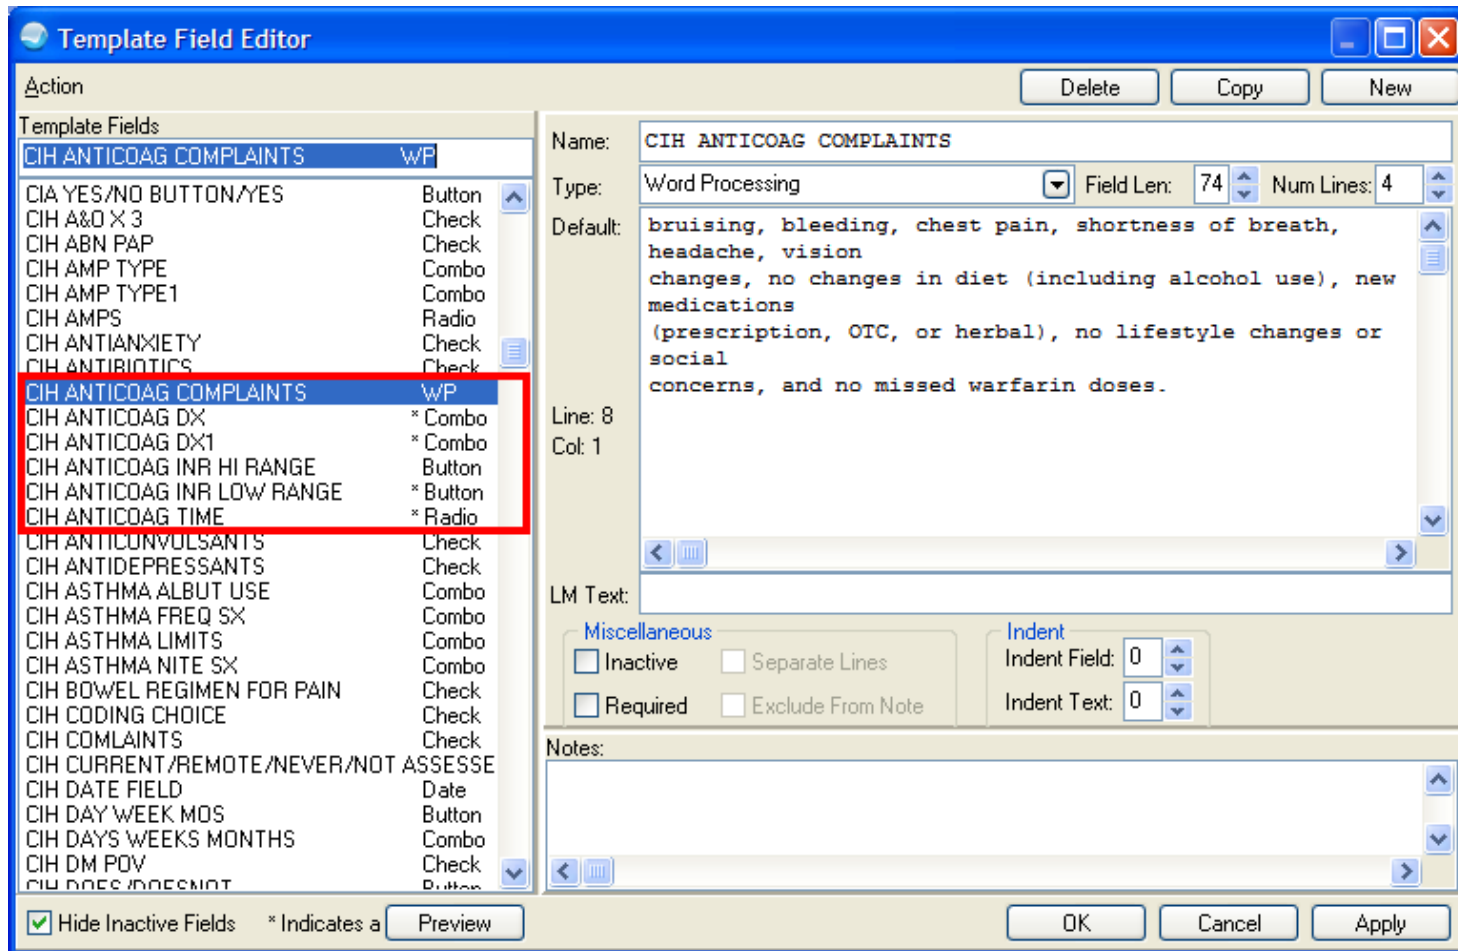 Template Field Editor
Action
Delete
Copy
New
Template Fields
CIH ANTICOAG COMPLAINTS WP
CIA YES/NO BUTTON/YES Button
CIH A&O X 3 Check
CIH ABN PAP Check
CIH AMP TYPE Combo
CIH AMP TYPE1 Combo
CIH AMPS Radio
CIH ANTIANXIETY Check
CIH ANTIBIOTICS Check
CIH ANTICOAG COMPLAINTS WP
CIH ANTICOAG DX * Combo
CIH ANTICOAG DX1 * Combo
CIH ANTICOAG INR HI RANGE Button
CIH ANTICOAG INR LOW RANGE * Button
CIH ANTICOAG TIME * Radio
CIH ANTICONVULSANTS Check
CIH ANTIDEPRESSANTS Check
CIH ASTHMA ALBUT USE Combo
CIH ASTHMA FREQ SX Combo
CIH ASTHMA LIMITS Combo
CIH ASTHMA NITE SX Combo
CIH BOWEL REGIMEN FOR PAIN Check
CIH CODING CHOICE Check
CIH COMLAINTS Check
CIH CURRENT/REMOTE/NEVER/NOT ASSESSE
CIH DATE FIELD Date
CIH DAY WEEK MOS Button
CIH DAYS WEEKS MONTHS Combo
CIH DM POV Check
CIH DOES/DOESNOT Button
Name: CIH ANTICOAG COMPLAINTS
Type: Word Processing Field Len: 74 Num Lines: 4
Default: bruising, bleeding, chest pain, shortness of breath,
headache, vision
changes, no changes in diet (including alcohol use), new
medications
(prescription, OTC, or herbal), no lifestyle changes or
social
concerns, and no missed warfarin doses.
Line: 8
Col: 1
LM Text:
Miscellaneous
Inactive Separate Lines
Required Exclude From Note
Indent
Indent Field: 0
Indent Text: 0
Notes:
Hide Inactive Fields * Indicates a Preview
OK
Cancel
Apply